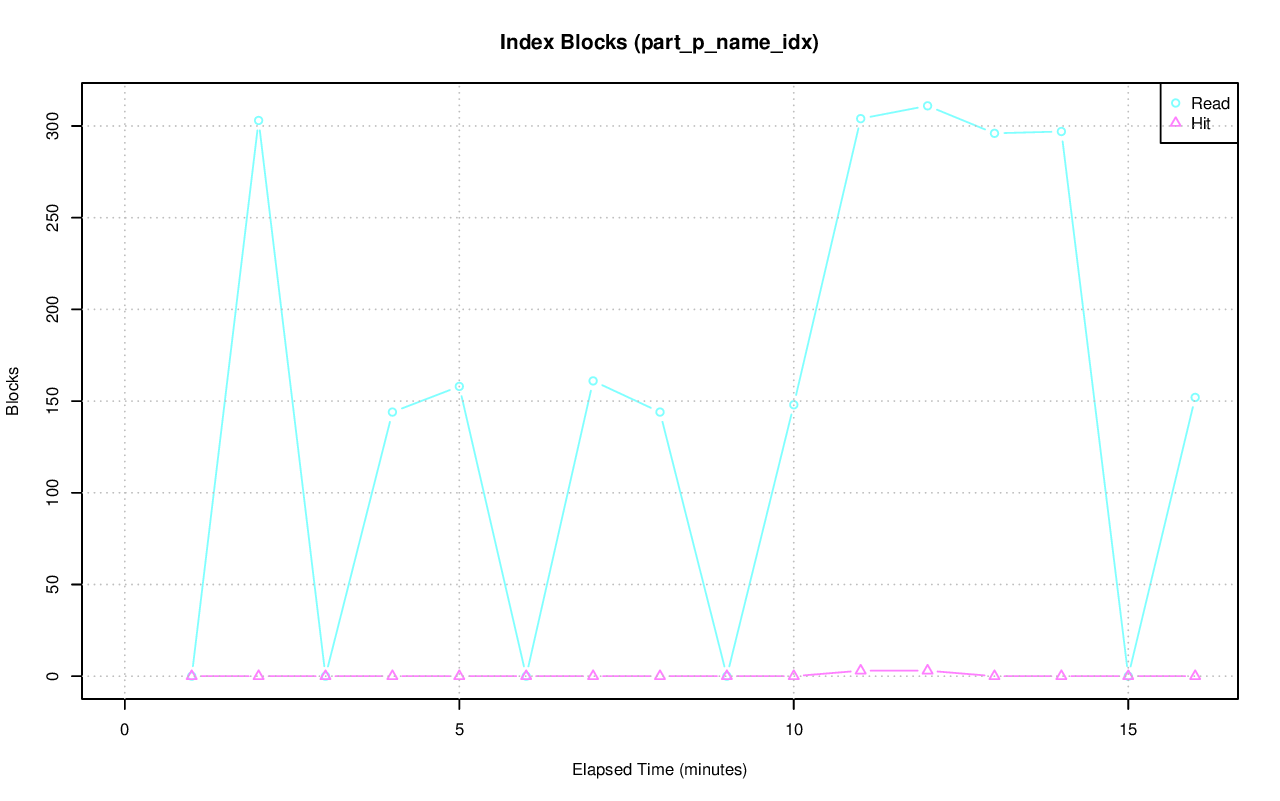 Index Blocks (part_p_name_idx)
Read
Hit
Blocks
300
250
200
150
100
50
0
0 5 10 15
Elapsed Time (minutes)